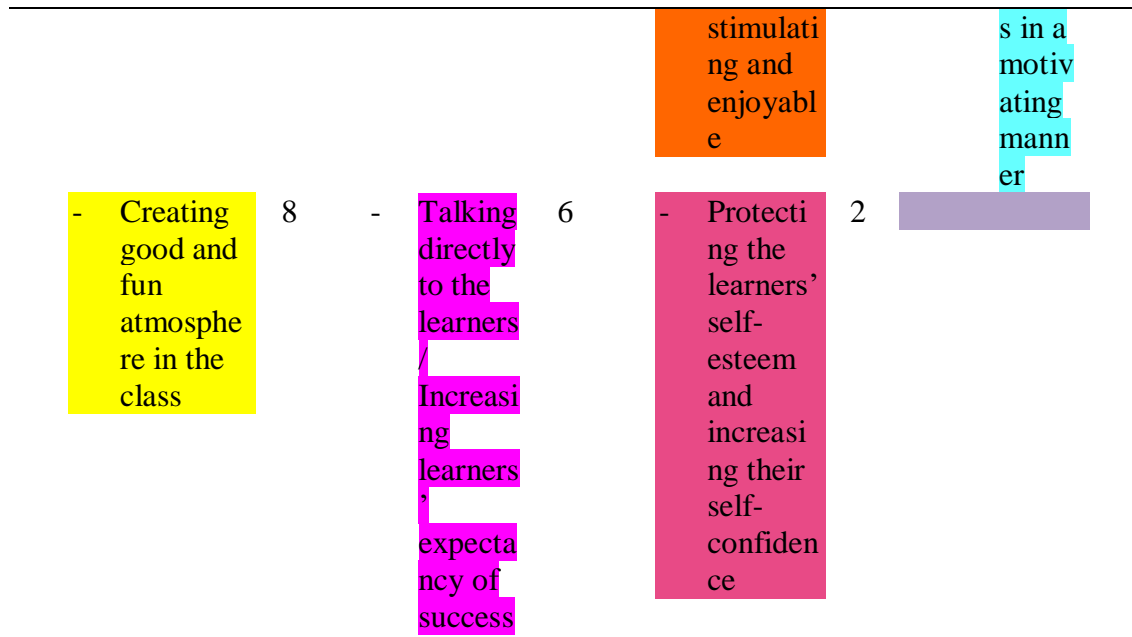 stimulati
ng and
enjoyabl
e
s in a
motiv
ating
mann
er
- Creating
good and
fun
atmosphe
re in the
class
8
- Talking
directly
to the
learners
/
Increasi
ng
learners
’
expecta
ncy of
success
6
- Protecti
ng the
learners’
self-
esteem
and
increasi
ng their
self-
confiden
ce
2